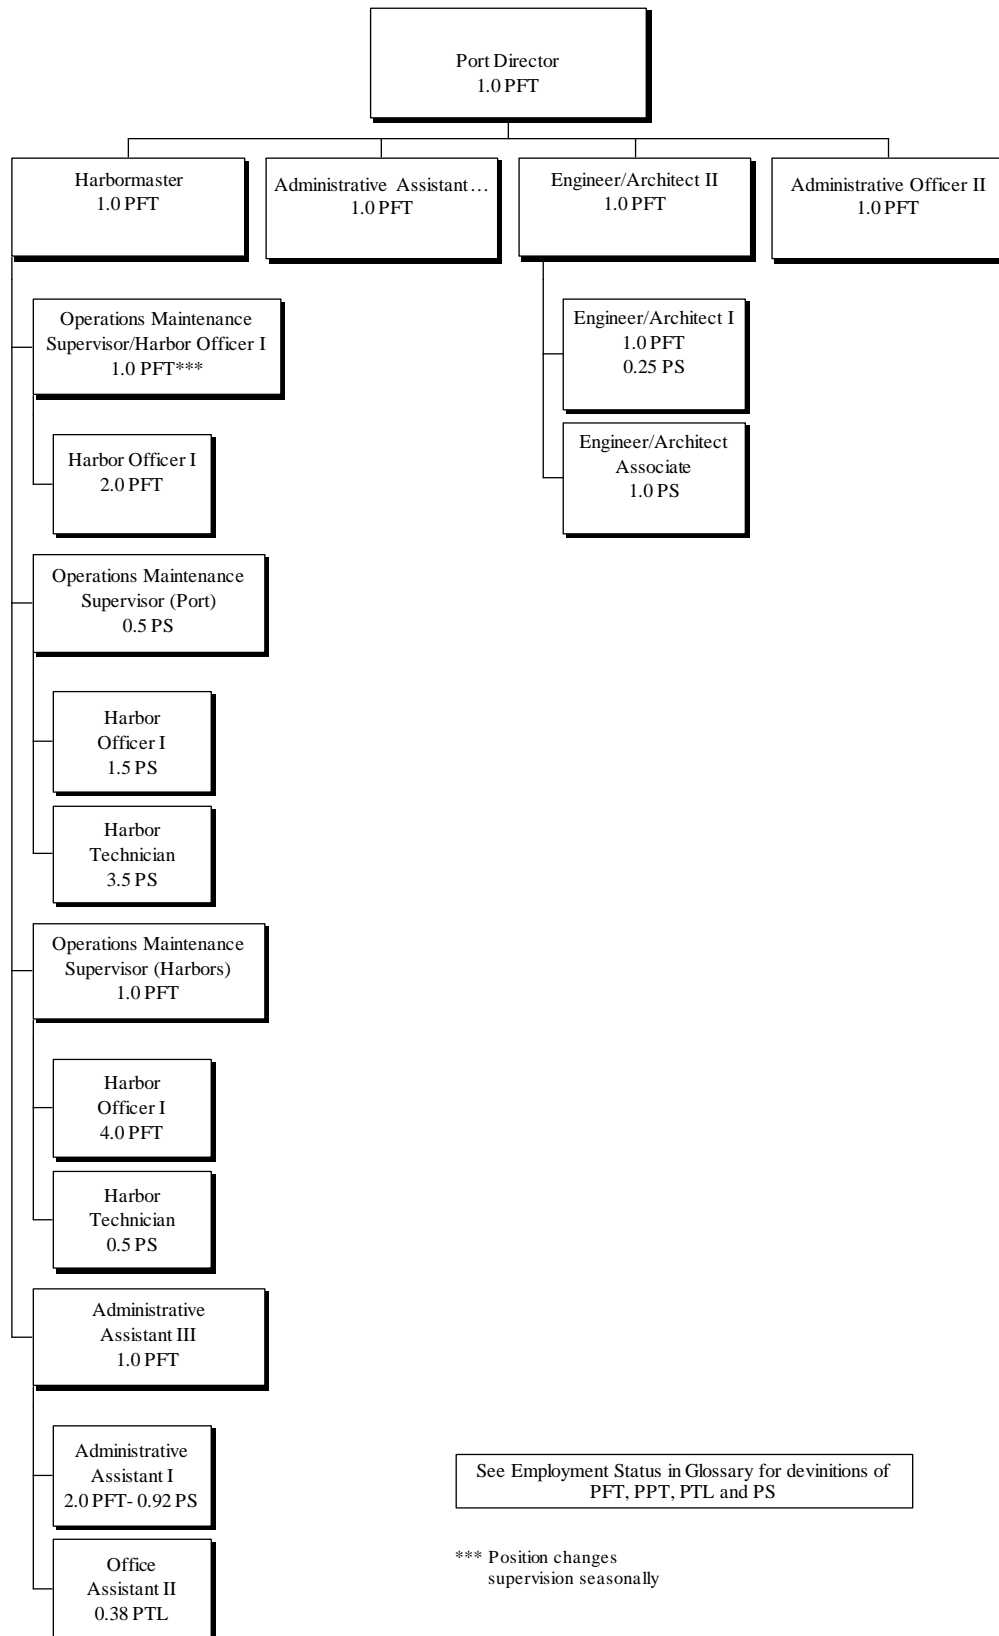 Port Director
1.0 PFT
Harbormaster
1.0 PFT
Administrative Assistant…
1.0 PFT
Engineer/Architect II
1.0 PFT
Administrative Officer II
1.0 PFT
Operations Maintenance
Supervisor/Harbor Officer I
1.0 PFT***
Harbor Officer I
2.0 PFT
Operations Maintenance
Supervisor (Port)
0.5 PS
Harbor
Officer I
1.5 PS
Harbor
Technician
3.5 PS
Operations Maintenance
Supervisor (Harbors)
1.0 PFT
Harbor
Officer I
4.0 PFT
Harbor
Technician
0.5 PS
Administrative
Assistant III
1.0 PFT
Administrative
Assistant I
2.0 PFT- 0.92 PS
Office
Assistant II
0.38 PTL
Engineer/Architect I
1.0 PFT
0.25 PS
Engineer/Architect
Associate
1.0 PS
See Employment Status in Glossary for devinitions of
PFT, PPT, PTL and PS
*** Position changes
supervision seasonally